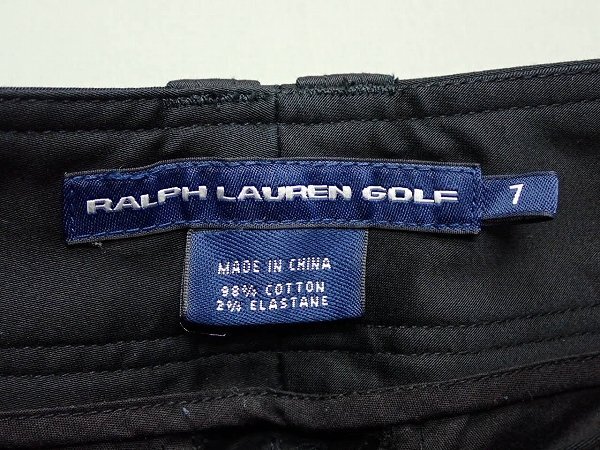 RALPH LAUREN GOLF
7
MADE IN CHINA
98% COTTON
2% ELASTANE